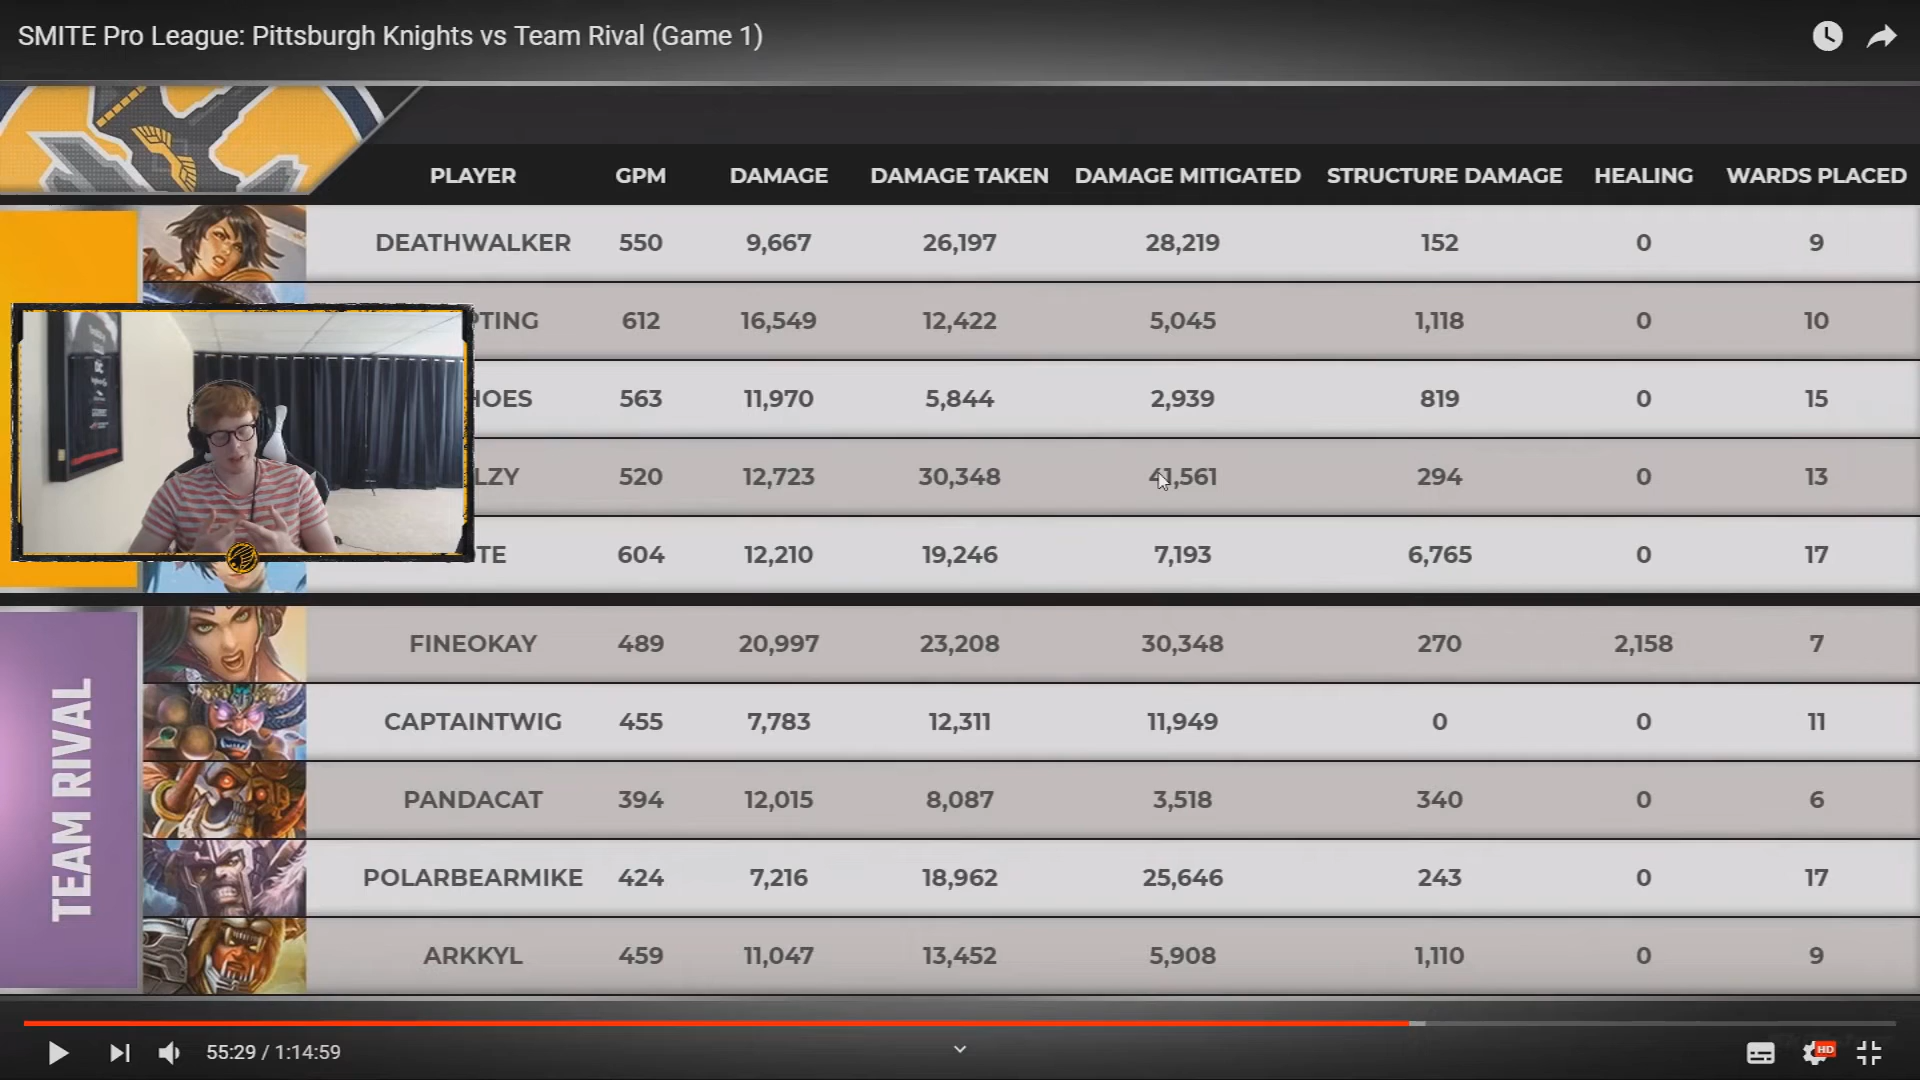 SMITE Pro League: Pittsburgh Knights vs Team Rival (Game 1)
PLAYER GPM DAMAGE DAMAGE TAKEN DAMAGE MITIGATED STRUCTURE DAMAGE HEALING WARDS PLACED
DEATHWALKER 550 9,667 26,197 28,219 152 0 9
PTING 612 16,549 12,422 5,045 1,118 0 10
HOES 563 11,970 5,844 2,939 819 0 15
LZY 520 12,723 30,348 41,561 294 0 13
TE 604 12,210 19,246 7,193 6,765 0 17
TEAM RIVAL
FINEOKAY 489 20,997 23,208 30,348 270 2,158 7
CAPTAINTWIG 455 7,783 12,311 11,949 0 0 11
PANDACAT 394 12,015 8,087 3,518 340 0 6
POLARBEARMIKE 424 7,216 18,962 25,646 243 0 17
ARKKYL 459 11,047 13,452 5,908 1,110 0 9
55:29 / 1:14:59
HD